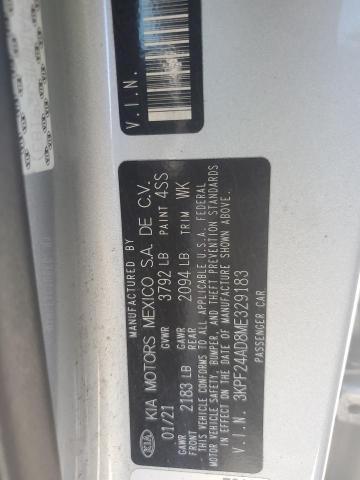 V.I.N.
MANUFACTURED BY
KIA KIA MOTORS MEXICO S.A. DE C.V.
01/21 GVWR 3792 LB PAINT 4SS
GAWR FRONT 2183 LB GAWR REAR 2094 LB TRIM WK
THIS VEHICLE CONFORMS TO ALL APPLICABLE U.S.A. FEDERAL
MOTOR VEHICLE SAFETY, BUMPER, AND THEFT PREVENTION STANDARDS
IN EFFECT ON THE DATE OF MANUFACTURE SHOWN ABOVE.
V.I.N. 3KPF24AD8ME329183
PASSENGER CAR